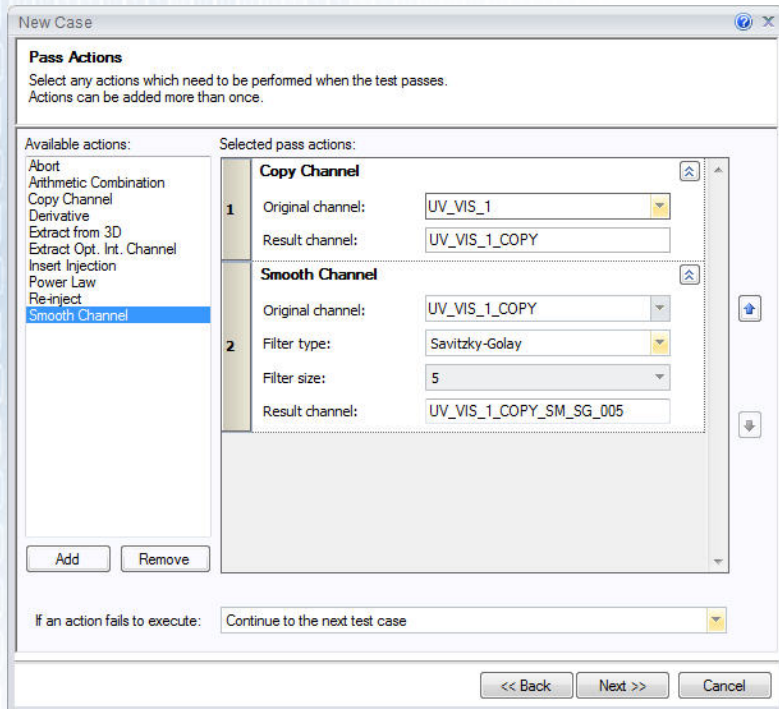 New Case
Pass Actions
Select any actions which need to be performed when the test passes.
Actions can be added more than once.
Available actions:
Abort
Arithmetic Combination
Copy Channel
Derivative
Extract from 3D
Extract Opt. Int. Channel
Insert Injection
Power Law
Re-inject
Smooth Channel
Add Remove
Selected pass actions:
1
Copy Channel
Original channel: UV_VIS_1
Result channel: UV_VIS_1_COPY
2
Smooth Channel
Original channel: UV_VIS_1_COPY
Filter type: Savitzky-Golay
Filter size: 5
Result channel: UV_VIS_1_COPY_SM_SG_005
If an action fails to execute: Continue to the next test case
<< Back Next >> Cancel